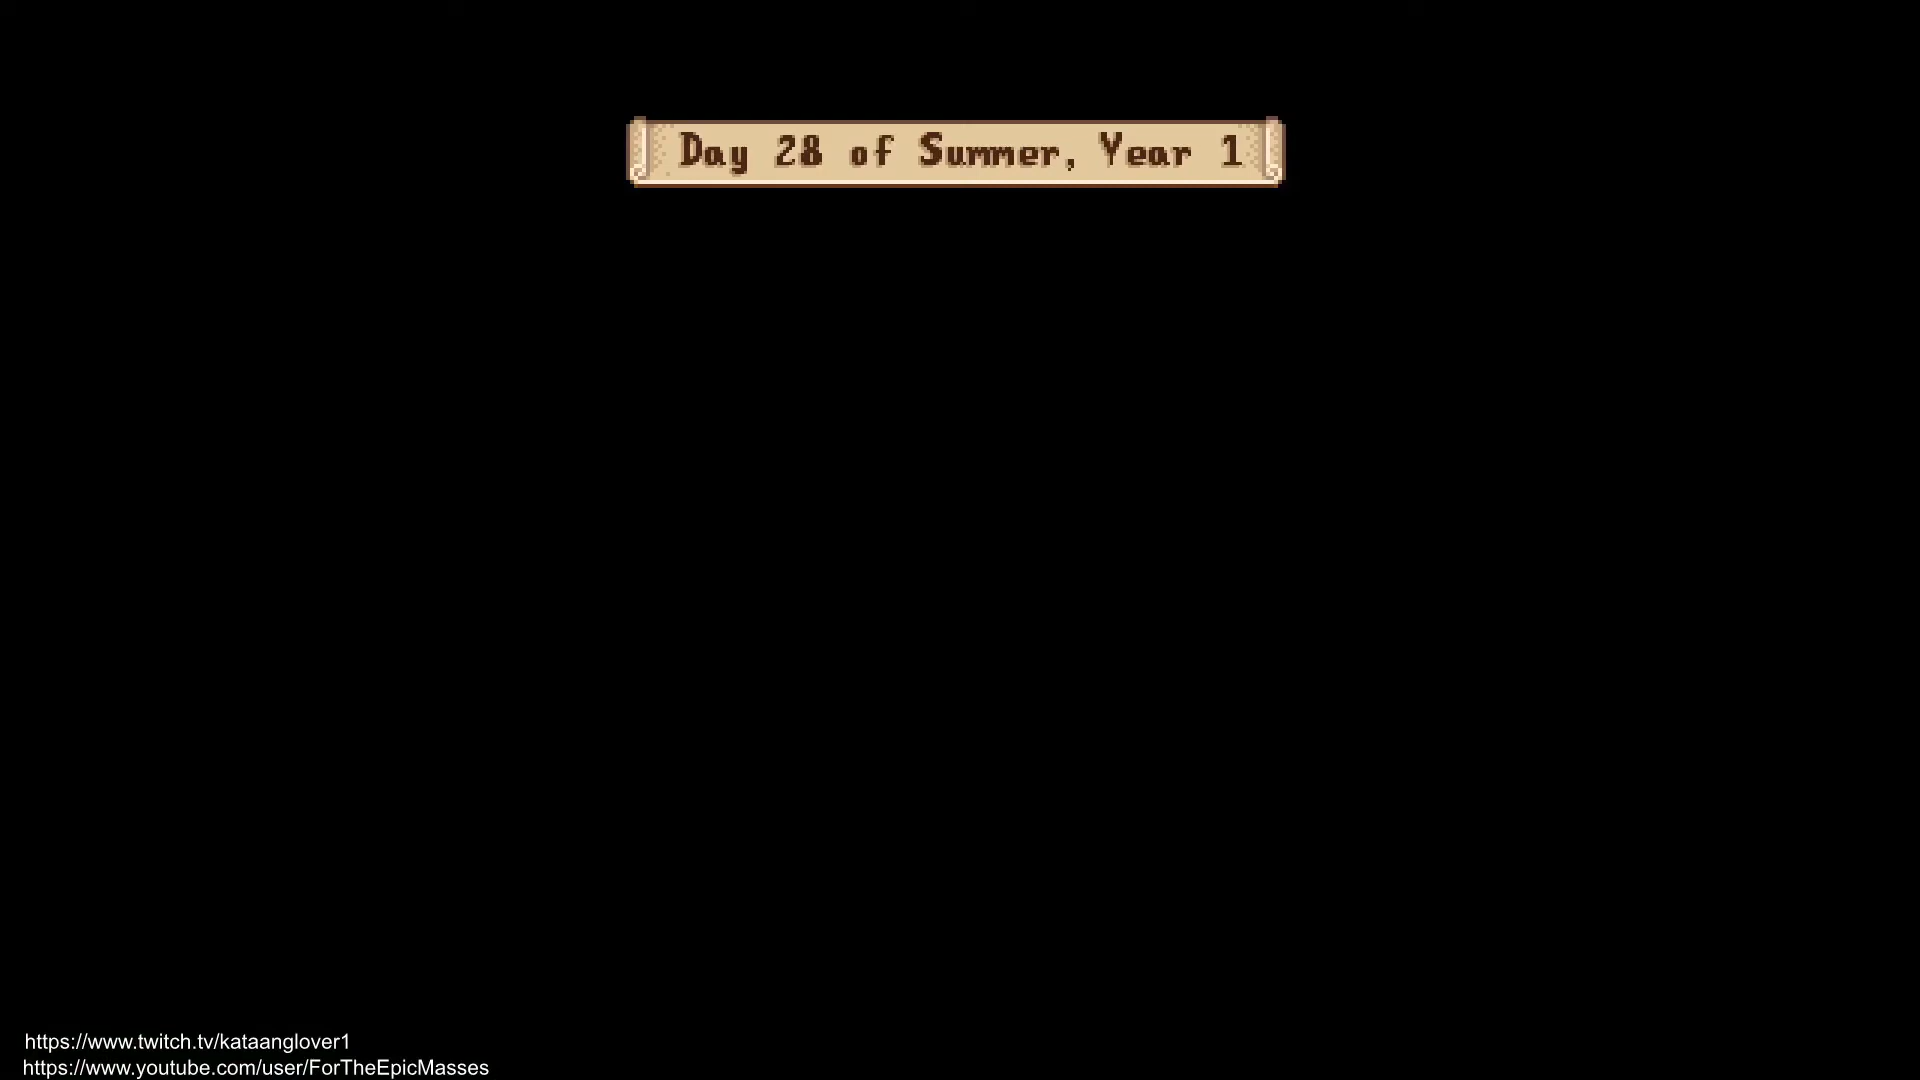 Day 28 of Summer, Year 1
https://www.twitch.tv/kataanglover1
https://www.youtube.com/user/ForTheEpicMasses